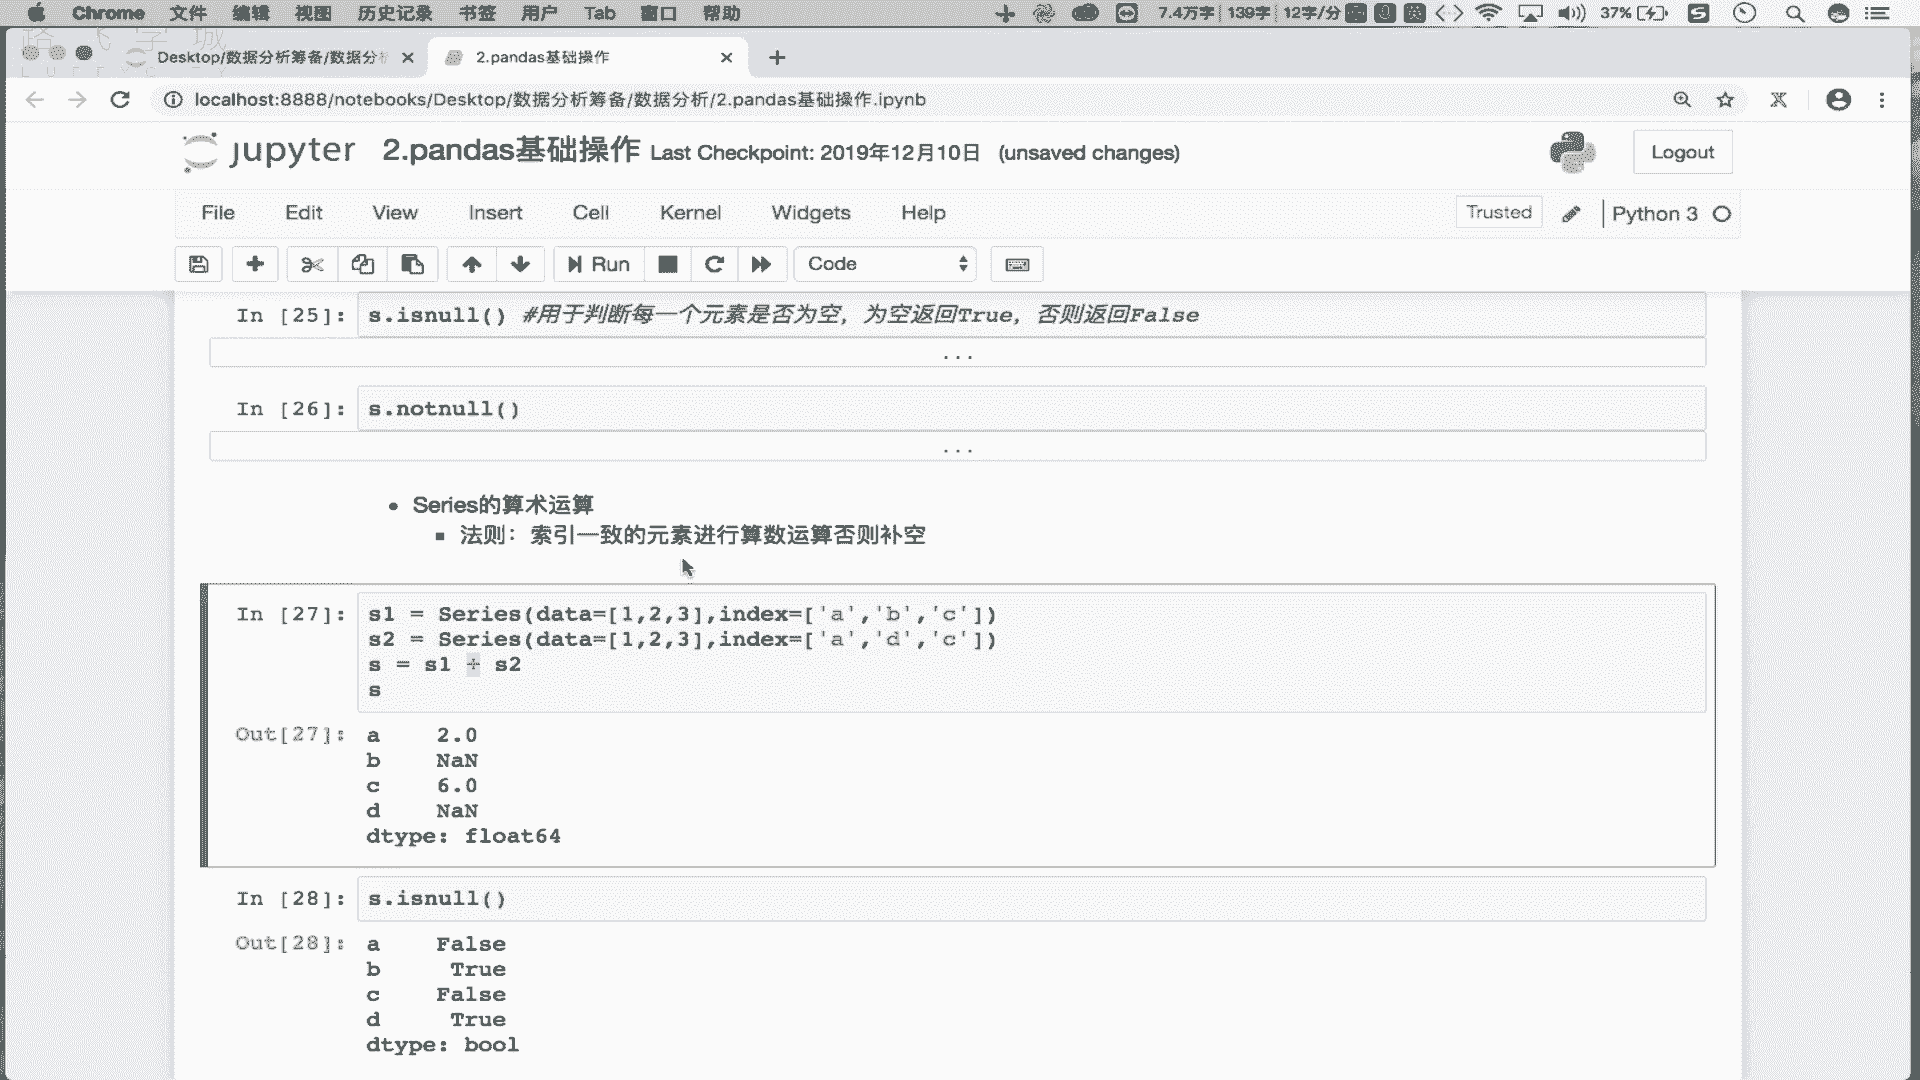 Chrome 文件 编辑 视图 历史记录 书签 用户 Tab 窗口 帮助 7.4万字 139字 12字/分 英 37%
Desktop/数据分析筹备/数据分析
2.pandas基础操作
localhost:8888/notebooks/Desktop/数据分析筹备/数据分析/2.pandas基础操作.ipynb
jupyter 2.pandas基础操作 Last Checkpoint: 2019年12月10日 (unsaved changes)
Logout
File Edit View Insert Cell Kernel Widgets Help Trusted Python 3
Run Code
In [25]: s.isnull() #用于判断每一个元素是否为空，为空返回True，否则返回False
...
In [26]: s.notnull()
...
• Series的算术运算
▪ 法则：索引一致的元素进行算数运算否则补空
In [27]: s1 = Series(data=[1,2,3],index=['a','b','c'])
s2 = Series(data=[1,2,3],index=['a','d','c'])
s = s1 + s2
s
Out[27]: a 2.0
b NaN
c 6.0
d NaN
dtype: float64
In [28]: s.isnull()
Out[28]: a False
b True
c False
d True
dtype: bool